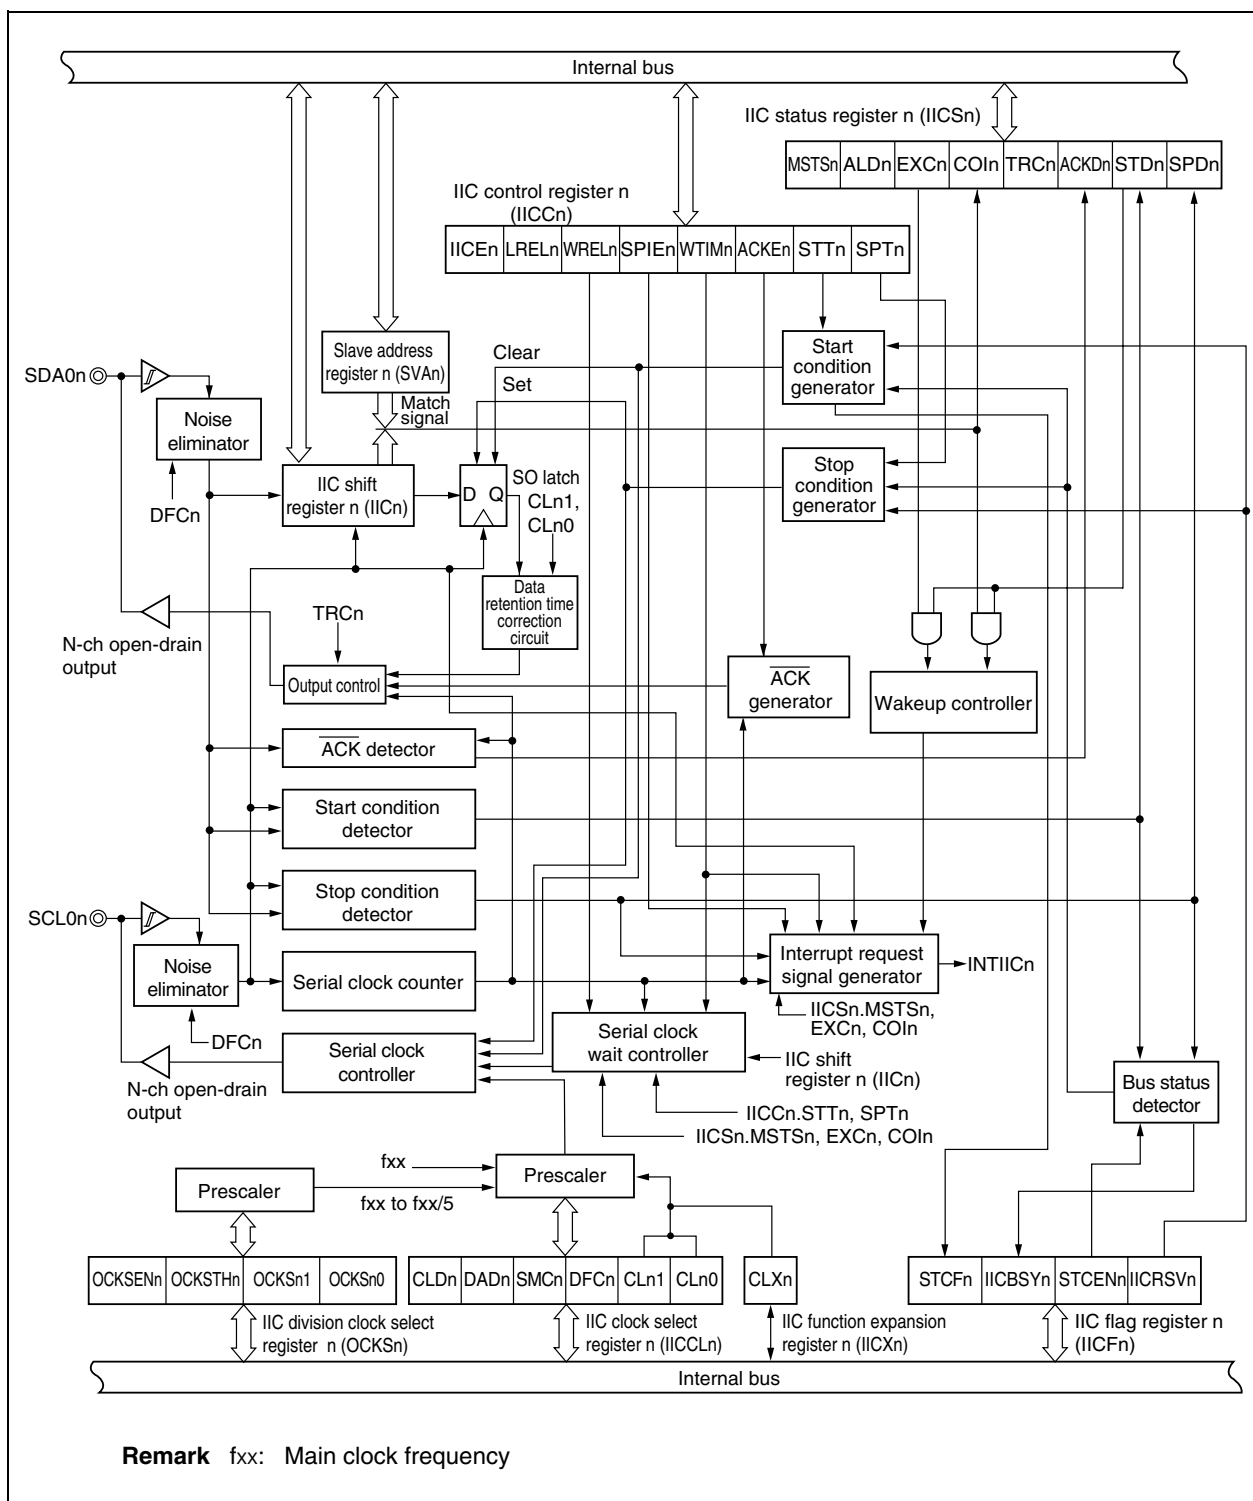 Internal bus
IIC status register n (IICSn)
MSTSn ALDn EXCn COIn TRCn ACKDn STDn SPDn
IIC control register n
(IICCn)
IICEn LRELn WRELn SPIEn WTIMn ACKEn STTn SPTn
Slave address
register n (SVAn)
Clear
Set
Match
signal
Start
condition
generator
SDA0n
Noise
eliminator
DFCn
IIC shift
register n (IICn)
D Q
SO latch
CLn1,
CLn0
Stop
condition
generator
Data
retention time
correction
circuit
TRCn
N-ch open-drain
output
Output control
ACK
generator
Wakeup controller
ACK detector
Start condition
detector
Stop condition
detector
SCL0n
Noise
eliminator
Serial clock counter
Interrupt request
signal generator
INTIICn
IICSn.MSTSn,
EXCn, COIn
DFCn
Serial clock
controller
Serial clock
wait controller
IIC shift
register n (IICn)
N-ch open-drain
output
Bus status
detector
IICCn.STTn, SPTn
IICSn.MSTSn, EXCn, COIn
fxx
Prescaler
Prescaler
fxx to fxx/5
OCKSENn OCKSTHn OCKSn1 OCKSn0
CLDn DADn SMCn DFCn CLn1 CLn0
CLXn
STCFn IICBSYn STCENn IICRSVn
IIC division clock select
register n (OCKSn)
IIC clock select
register n (IICCLn)
IIC function expansion
register n (IICXn)
IIC flag register n
(IICFn)
Internal bus
Remark fxx: Main clock frequency